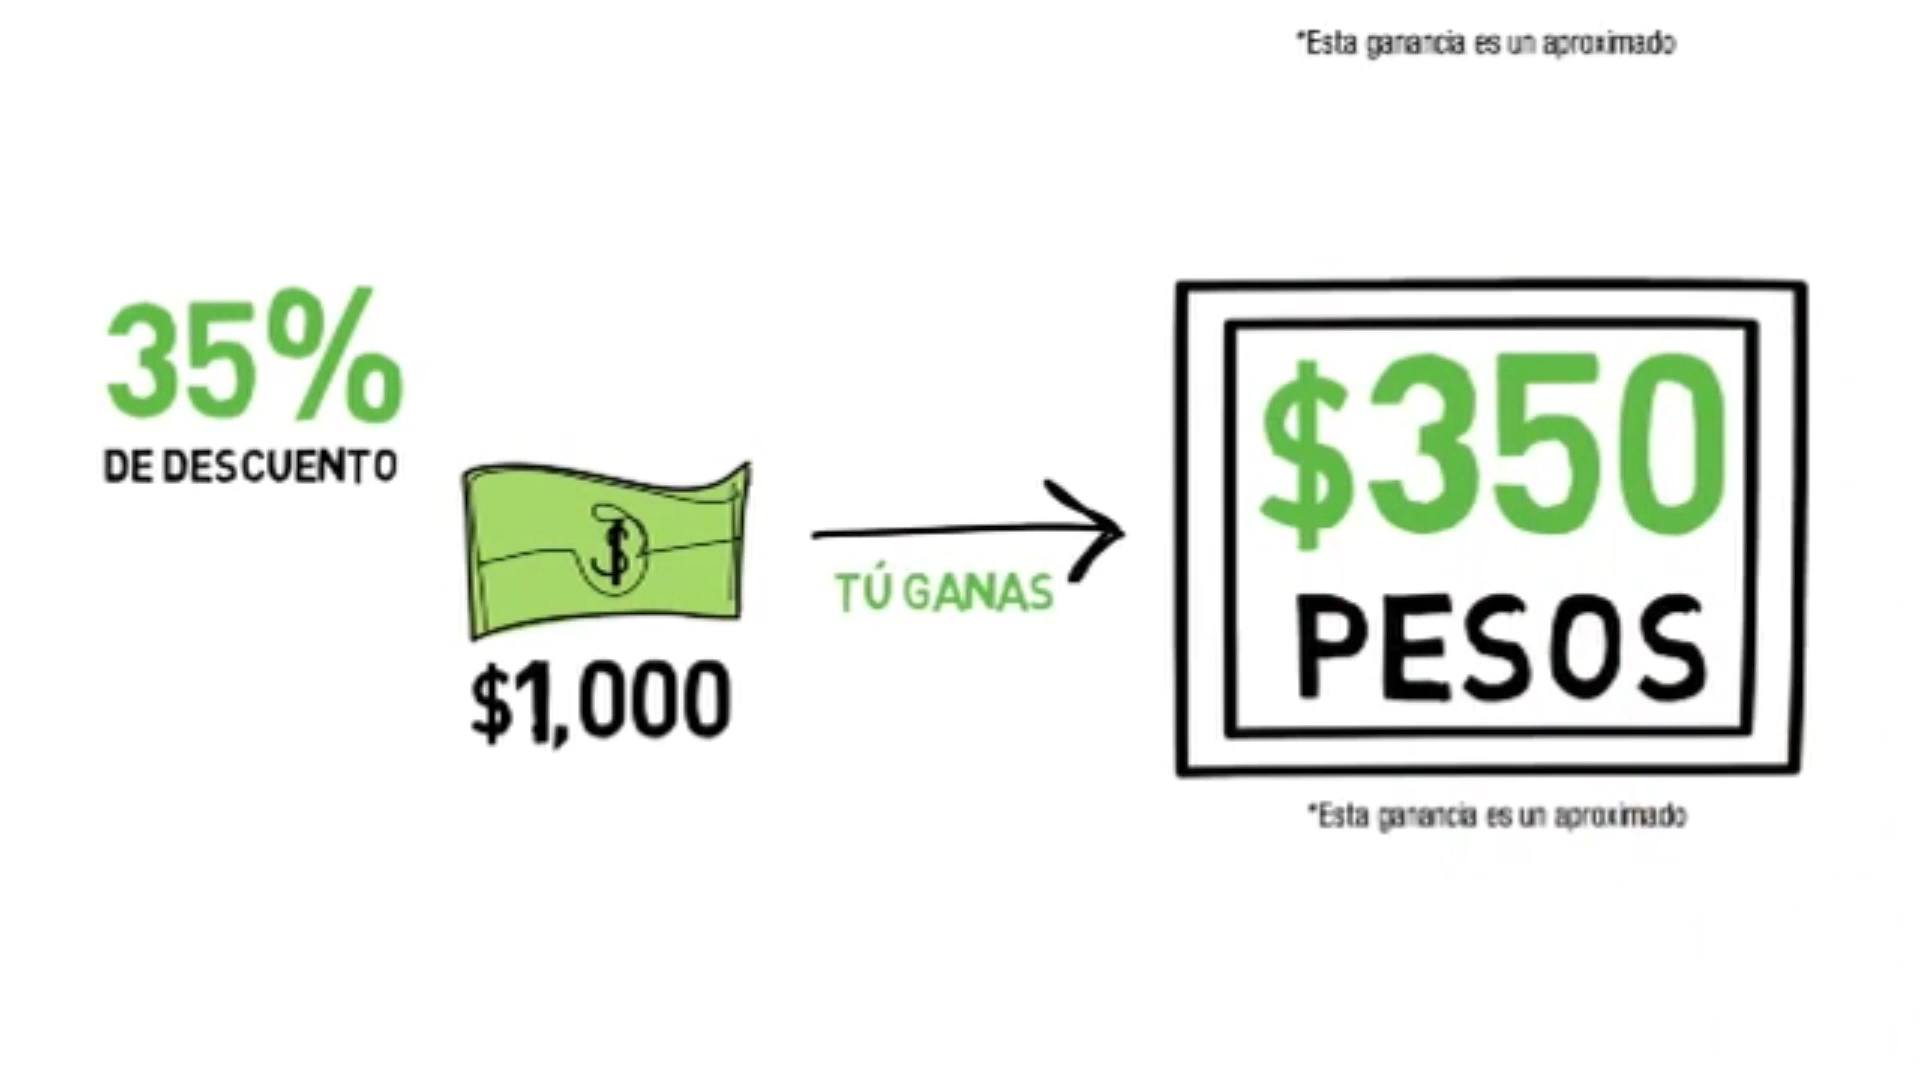 *Esta ganancia es un aproximado
35%
DE DESCUENTO
$1,000
TÚ GANAS
$350
PESOS
*Esta ganancia es un aproximado